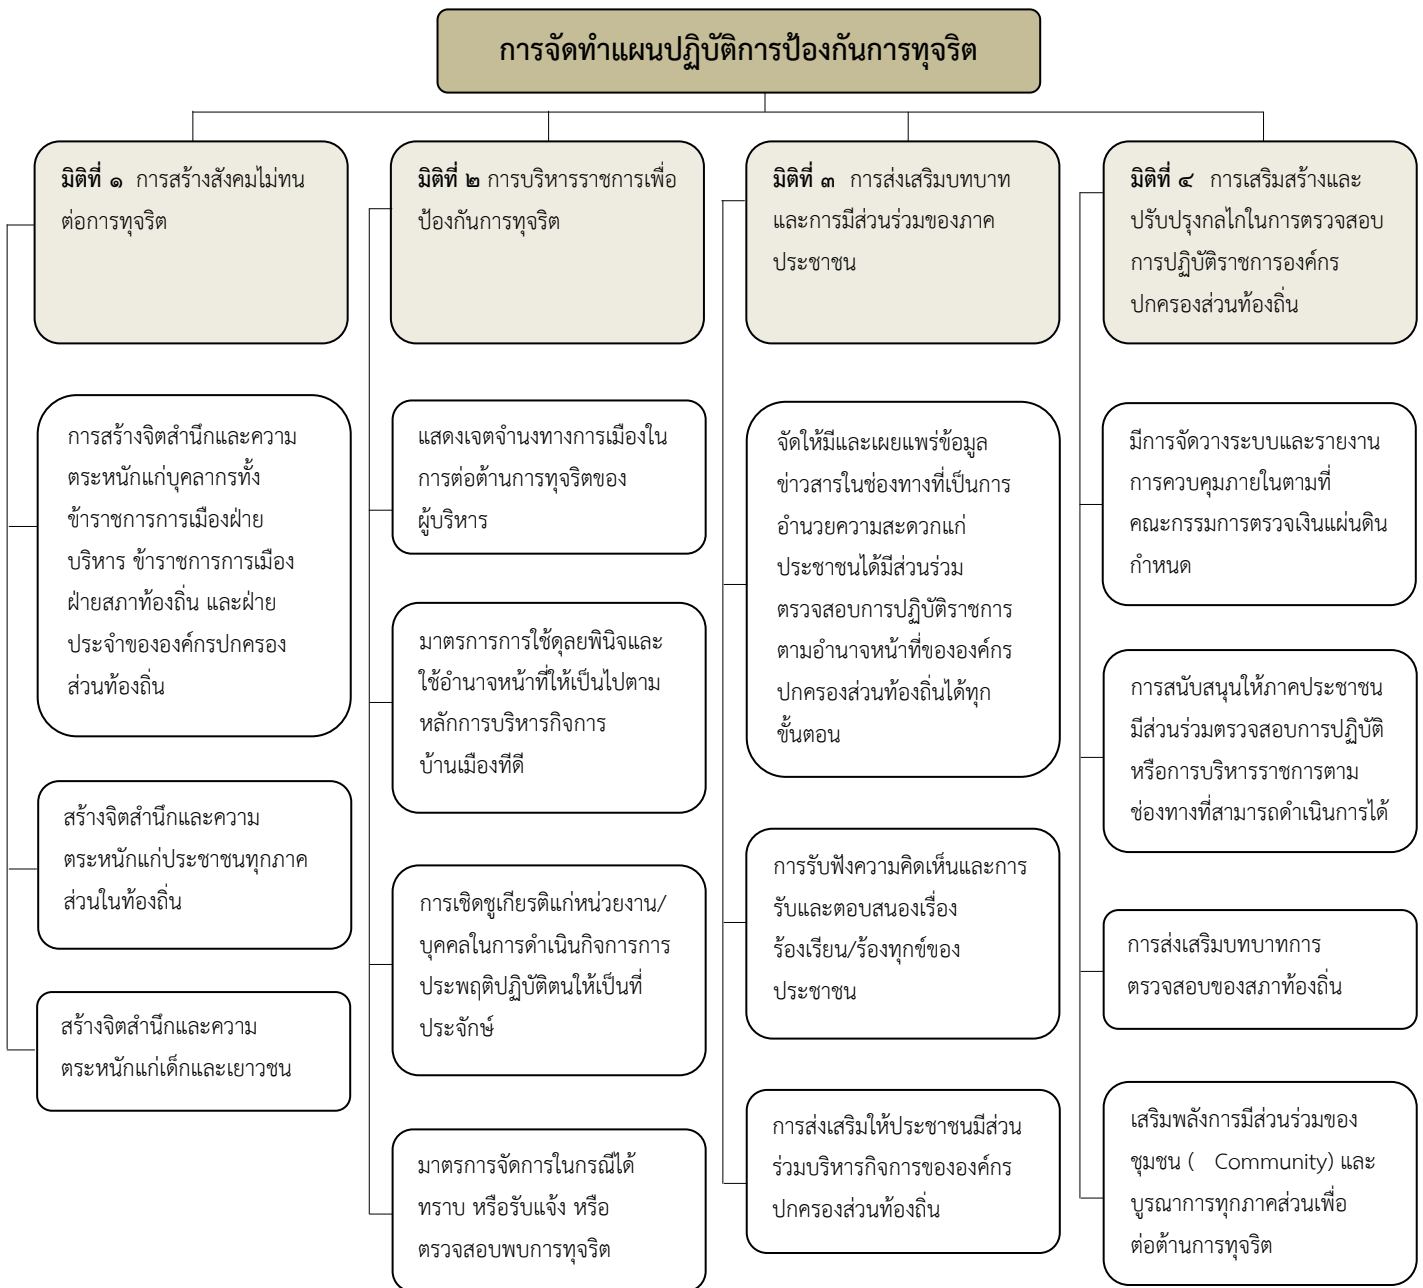 การจัดทำแผนปฏิบัติการป้องกันการทุจริต
มิติที่ ๑ การสร้างสังคมไม่ทน
ต่อการทุจริต
การสร้างจิตสำนึกและความ
ตระหนักแก่บุคลากรทั้ง
ข้าราชการการเมืองฝ่าย
บริหาร ข้าราชการการเมือง
ฝ่ายสภาท้องถิ่น และฝ่าย
ประจำขององค์กรปกครอง
ส่วนท้องถิ่น
สร้างจิตสำนึกและความ
ตระหนักแก่ประชาชนทุกภาค
ส่วนในท้องถิ่น
สร้างจิตสำนึกและความ
ตระหนักแก่เด็กและเยาวชน
มิติที่ ๒ การบริหารราชการเพื่อ
ป้องกันการทุจริต
แสดงเจตจำนงทางการเมืองใน
การต่อต้านการทุจริตของ
ผู้บริหาร
มาตรการการใช้ดุลยพินิจและ
ใช้อำนาจหน้าที่ให้เป็นไปตาม
หลักการบริหารกิจการ
บ้านเมืองทีดี
การเชิดชูเกียรติแก่หน่วยงาน/
บุคคลในการดำเนินกิจการการ
ประพฤติปฏิบัติตนให้เป็นที่
ประจักษ์
มาตรการจัดการในกรณีได้
ทราบ หรือรับแจ้ง หรือ
ตรวจสอบพบการทุจริต
มิติที่ ๓ การส่งเสริมบทบาท
และการมีส่วนร่วมของภาค
ประชาชน
จัดให้มีและเผยแพร่ข้อมูล
ข่าวสารในช่องทางที่เป็นการ
อำนวยความสะดวกแก่
ประชาชนได้มีส่วนร่วม
ตรวจสอบการปฏิบัติราชการ
ตามอำนาจหน้าที่ขององค์กร
ปกครองส่วนท้องถิ่นได้ทุก
ขั้นตอน
การรับฟังความคิดเห็นและการ
รับและตอบสนองเรื่อง
ร้องเรียน/ร้องทุกข์ของ
ประชาชน
การส่งเสริมให้ประชาชนมีส่วน
ร่วมบริหารกิจการขององค์กร
ปกครองส่วนท้องถิ่น
มิติที่ ๔ การเสริมสร้างและ
ปรับปรุงกลไกในการตรวจสอบ
การปฏิบัติราชการองค์กร
ปกครองส่วนท้องถิ่น
มีการจัดวางระบบและรายงาน
การควบคุมภายในตามที่
คณะกรรมการตรวจเงินแผ่นดิน
กำหนด
การสนับสนุนให้ภาคประชาชน
มีส่วนร่วมตรวจสอบการปฏิบัติ
หรือการบริหารราชการตาม
ช่องทางที่สามารถดำเนินการได้
การส่งเสริมบทบาทการ
ตรวจสอบของสภาท้องถิ่น
เสริมพลังการมีส่วนร่วมของ
ชุมชน ( Community) และ
บูรณาการทุกภาคส่วนเพื่อ
ต่อต้านการทุจริต